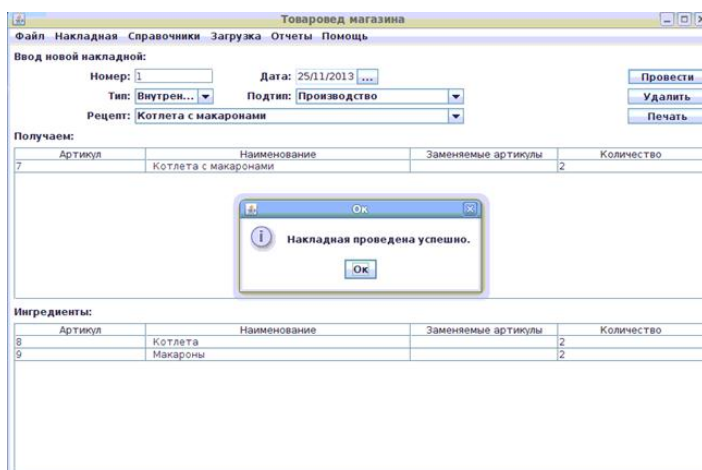 Товаровед магазина
Файл Накладная Справочники Загрузка Отчеты Помощь
Ввод новой накладной:
Номер: 1 Дата: 25/11/2013 ... Провести
Тип: Внутрен... Подтип: Производство Удалить
Рецепт: Котлета с макаронами Печать
Получаем:
Артикул Наименование Заменяемые артикулы Количество
7 Котлета с макаронами 2
Ок
Накладная проведена успешно.
Ок
Ингредиенты:
Артикул Наименование Заменяемые артикулы Количество
8 Котлета 2
9 Макароны 2